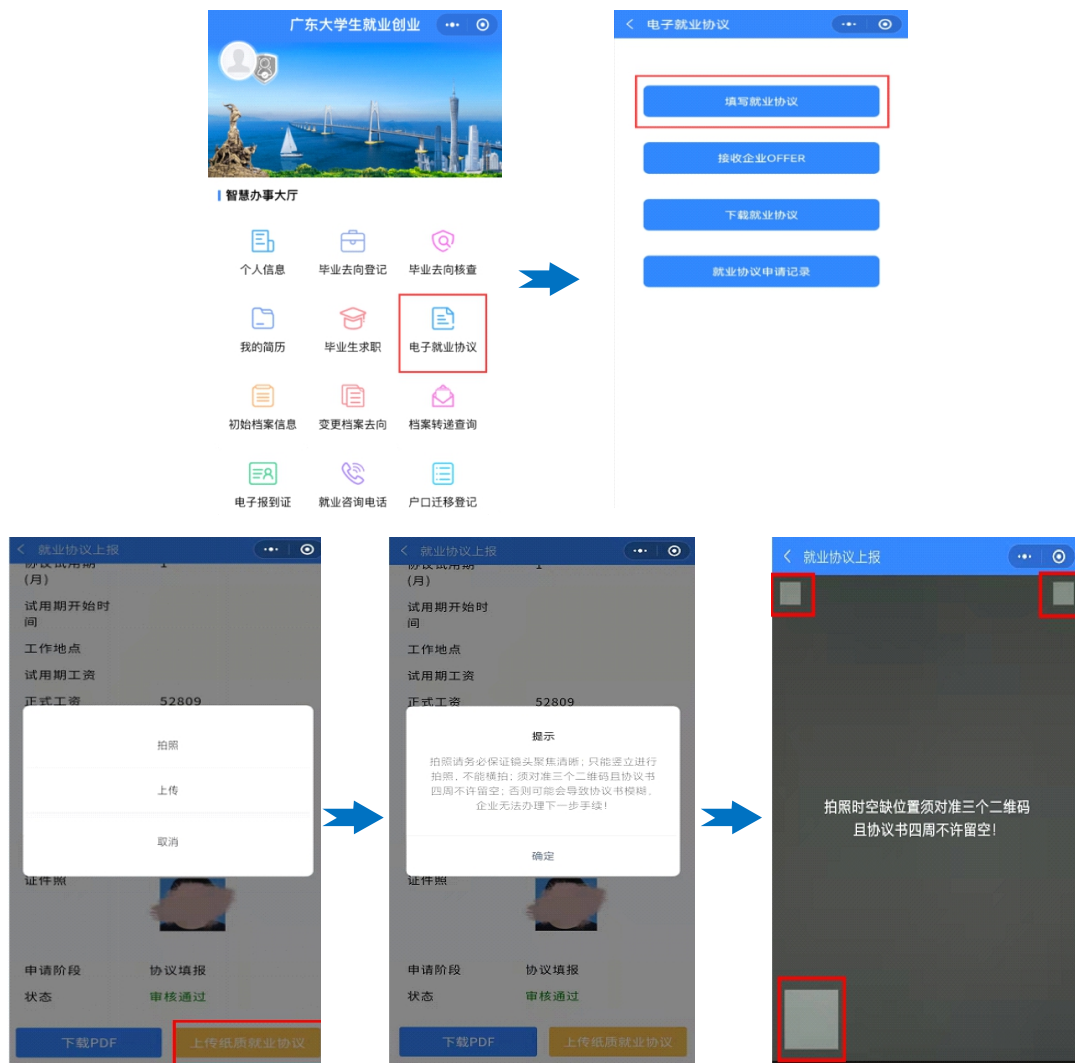 广东大学生就业创业
智慧办事大厅
个人信息
毕业去向登记
毕业去向核查
我的简历
毕业生求职
电子就业协议
初始档案信息
变更档案去向
档案转递查询
电子报到证
就业咨询电话
户口迁移登记
电子就业协议
填写就业协议
接收企业OFFER
下载就业协议
就业协议申请记录
就业协议上报
协议试用期
1
(月)
试用期开始时
间
工作地点
试用期工资
正式工资
52809
拍照
上传
取消
证件照
申请阶段
协议填报
状态
审核通过
下载PDF
上传纸质就业协议
就业协议上报
协议试用期
1
(月)
试用期开始时
间
工作地点
试用期工资
正式工资
52809
提示
拍照请务必保证镜头聚焦清晰;只能竖立进行
拍照,不能横拍;须对准三个二维码且协议书
四周不许留空;否则可能会导致协议书模糊,
企业无法办理下一步手续!
确定
证件照
申请阶段
协议填报
状态
审核通过
下载PDF
上传纸质就业协议
就业协议上报
拍照时空缺位置须对准三个二维码
且协议书四周不许留空!